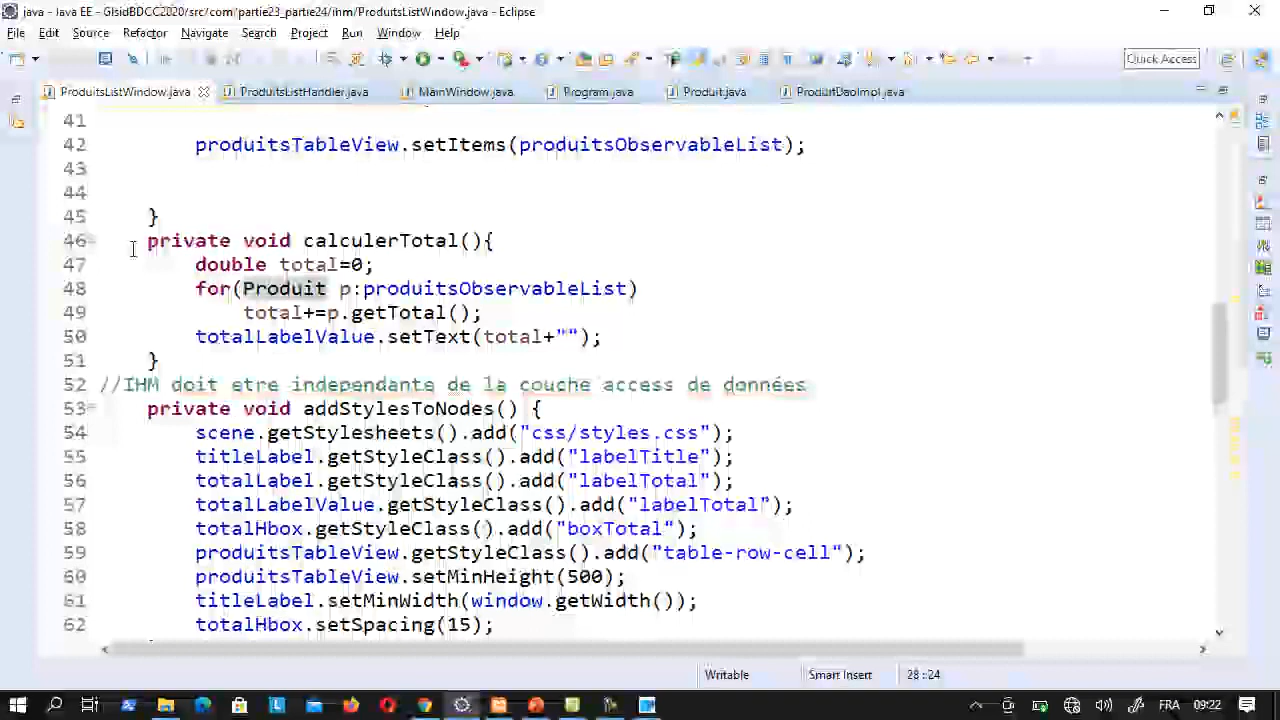 java - Java EE - GlsidBDCC2020/src/com/partie23_partie24/ihm/ProduitsListWindow.java - Eclipse
File Edit Source Refactor Navigate Search Project Run Window Help
Quick Access
ProduitsListWindow.java ProduitsListHandler.java MainWindow.java Program.java Produit.java ProduitDaoImpl.java
41
42 produitsTableView.setItems(produitsObservableList);
43
44
45 }
46 private void calculerTotal(){
47 double total=0;
48 for(Produit p:produitsObservableList)
49 total+=p.getTotal();
50 totalLabelValue.setText(total+"");
51 }
52 //IHM doit etre independante de la couche access de données
53 private void addStylesToNodes() {
54 scene.getStylesheets().add("css/styles.css");
55 titleLabel.getStyleClass().add("labelTitle");
56 totalLabel.getStyleClass().add("labelTotal");
57 totalLabelValue.getStyleClass().add("labelTotal");
58 totalHbox.getStyleClass().add("boxTotal");
59 produitsTableView.getStyleClass().add("table-row-cell");
60 produitsTableView.setMinHeight(500);
61 titleLabel.setMinWidth(window.getWidth());
62 totalHbox.setSpacing(15);
Writable Smart Insert 28 : 24
FRA 09:22